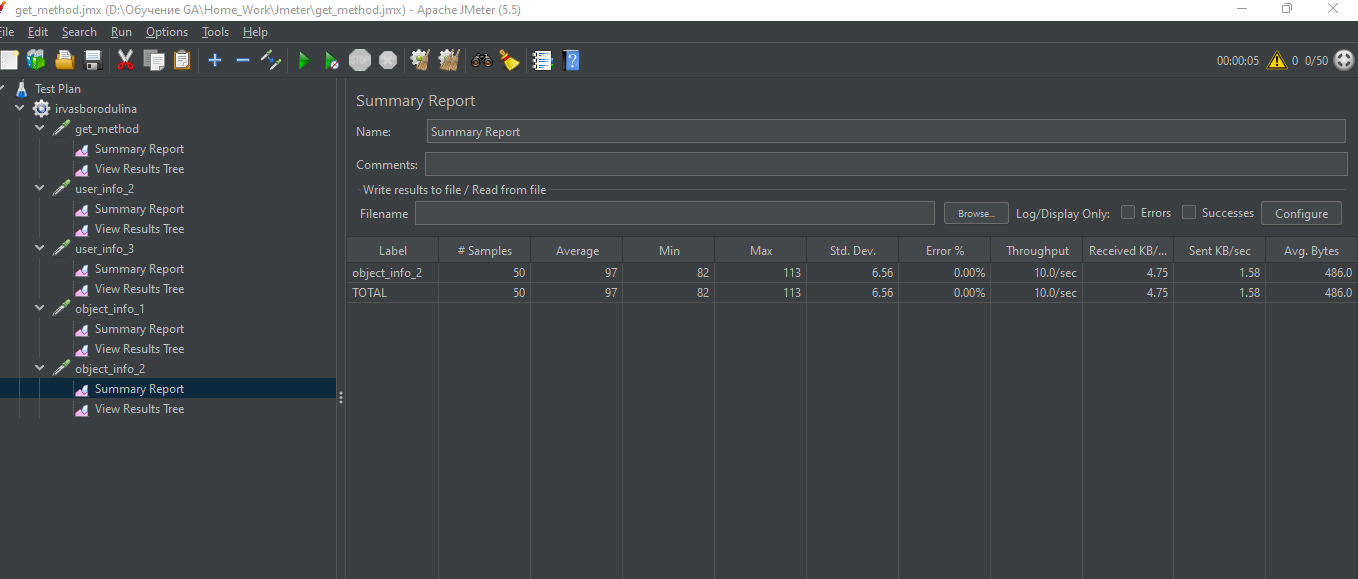 get_method.jmx (D:\Обучение GA\Home_Work\Jmeter\get_method.jmx) - Apache JMeter (5.5)
ile Edit Search Run Options Tools Help
00:00:05 0 0/50
Test Plan
irvasborodulina
get_method
Summary Report
View Results Tree
user_info_2
Summary Report
View Results Tree
user_info_3
Summary Report
View Results Tree
object_info_1
Summary Report
View Results Tree
object_info_2
Summary Report
View Results Tree
Summary Report
Name: Summary Report
Comments:
Write results to file / Read from file
Filename Browse... Log/Display Only: Errors Successes Configure
Label # Samples Average Min Max Std. Dev. Error % Throughput Received KB/... Sent KB/sec Avg. Bytes
object_info_2 50 97 82 113 6.56 0.00% 10.0/sec 4.75 1.58 486.0
TOTAL 50 97 82 113 6.56 0.00% 10.0/sec 4.75 1.58 486.0